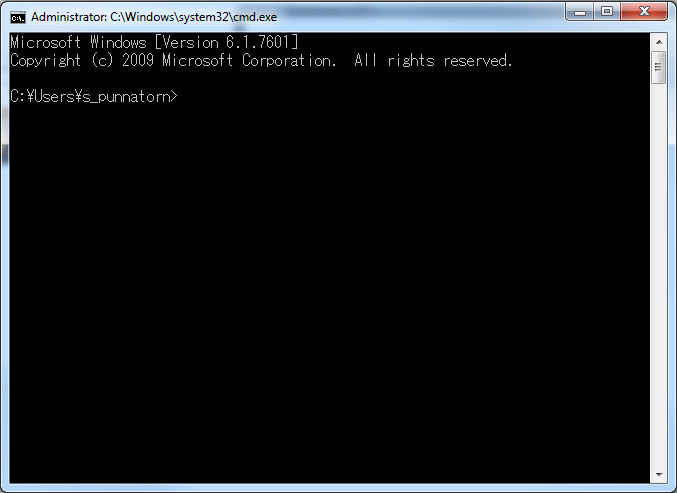 Administrator: C:\Windows\system32\cmd.exe
Microsoft Windows [Version 6.1.7601]
Copyright (c) 2009 Microsoft Corporation.  All rights reserved.
C:¥Users¥s_punnatorn>